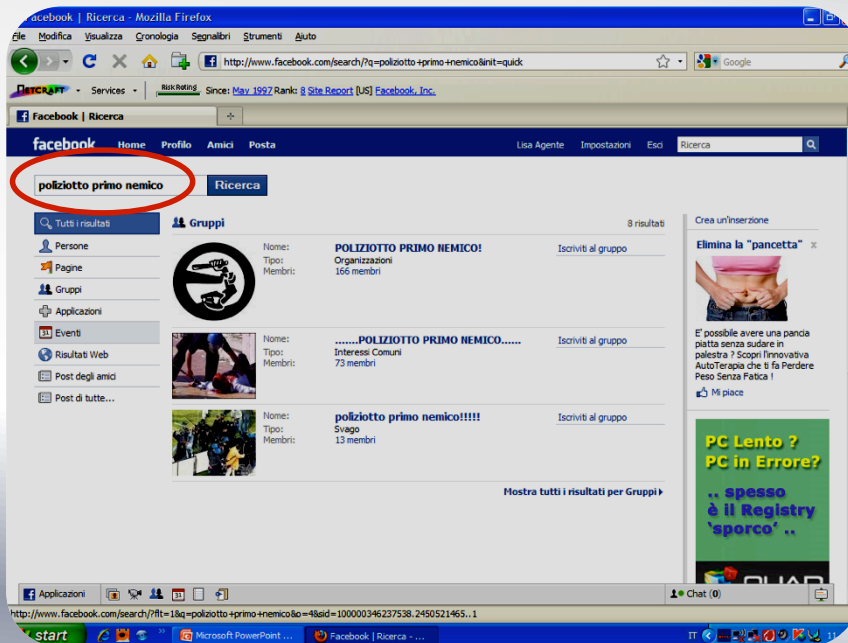 acebook | Ricerca - Mozilla Firefox
File Modifica Visualizza Cronologia Segnalibri Strumenti Aiuto
http://www.facebook.com/search/?q=poliziotto+primo+nemico&init=quick
Google
NETCRAFT Services Risk Rating Since: May 1997 Rank: 8 Site Report [US] Facebook, Inc.
Facebook | Ricerca
facebook Home Profilo Amici Posta Lisa Agente Impostazioni Esci Ricerca
poliziotto primo nemico Ricerca
Tutti i risultati
Persone
Pagine
Gruppi
Applicazioni
31 Eventi
Risultati Web
Post degli amici
Post di tutte...
Gruppi 8 risultati
Nome: POLIZIOTTO PRIMO NEMICO! Iscriviti al gruppo
Tipo: Organizzazioni
Membri: 166 membri
Nome: .......POLIZIOTTO PRIMO NEMICO...... Iscriviti al gruppo
Tipo: Interessi Comuni
Membri: 73 membri
Nome: poliziotto primo nemico!!!!! Iscriviti al gruppo
Tipo: Svago
Membri: 13 membri
Mostra tutti i risultati per Gruppi
Crea un'inserzione
Elimina la "pancetta" x
E' possibile avere una pancia
piatta senza sudare in
palestra ? Scopri l'innovativa
AutoTerapia che ti fa Perdere
Peso Senza Fatica !
Mi piace
PC Lento ?
PC in Errore?
.. spesso
è il Registry
'sporco' ..
Applicazioni 31 Chat (0)
http://www.facebook.com/search/?flt=1&q=poliziotto+primo+nemico&o=4&sid=100000346237538.2450521465..1
start Microsoft PowerPoint ... Facebook | Ricerca - ... IT